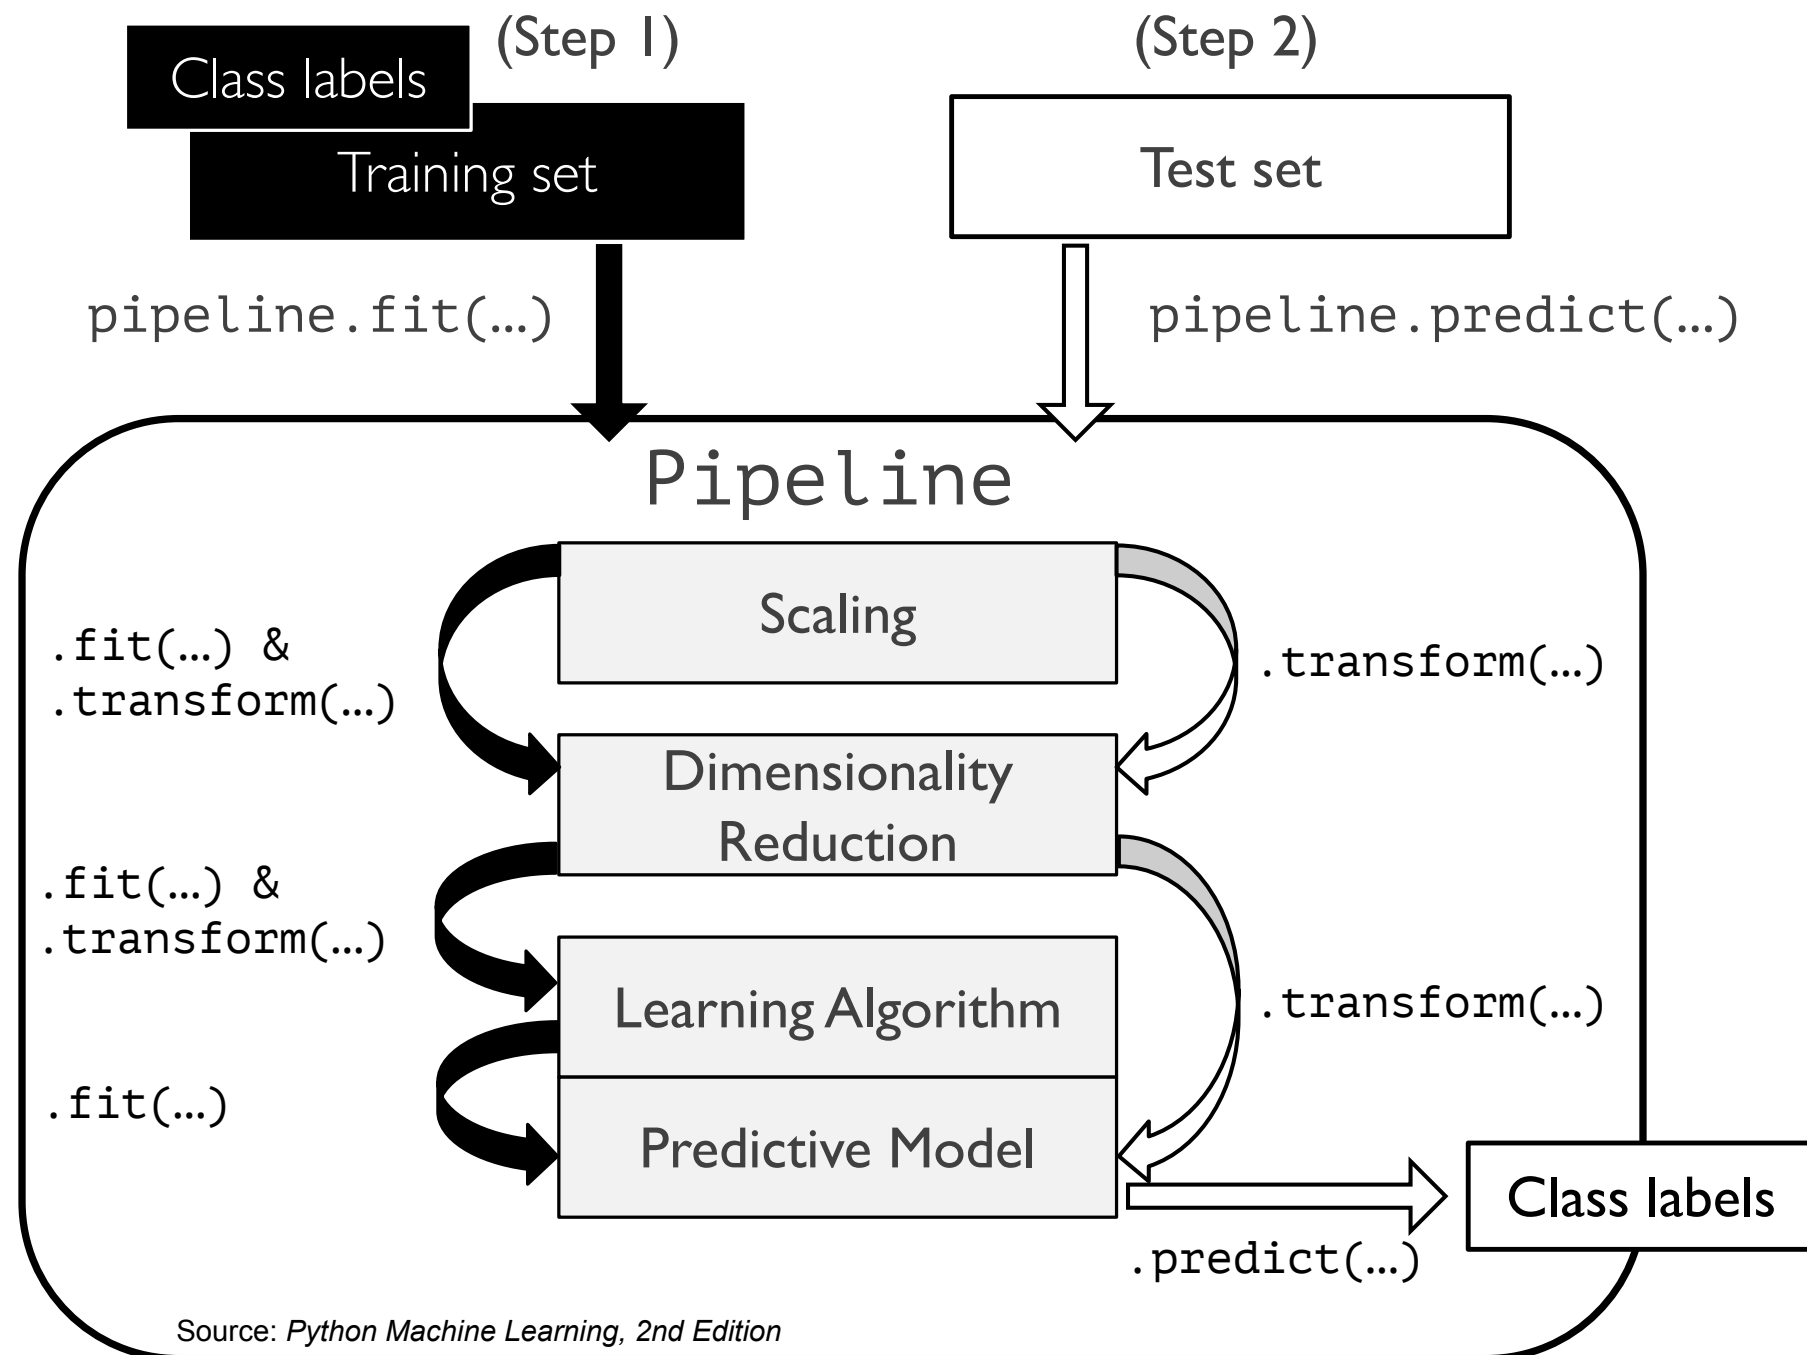 (Step 1)
(Step 2)
Class labels
Training set
Test set
pipeline.fit(…)
pipeline.predict(…)
Pipeline
Scaling
.fit(…) &
.transform(…)
.transform(…)
Dimensionality
Reduction
.fit(…) &
.transform(…)
Learning Algorithm
.transform(…)
.fit(…)
Predictive Model
Class labels
.predict(…)
Source: Python Machine Learning, 2nd Edition